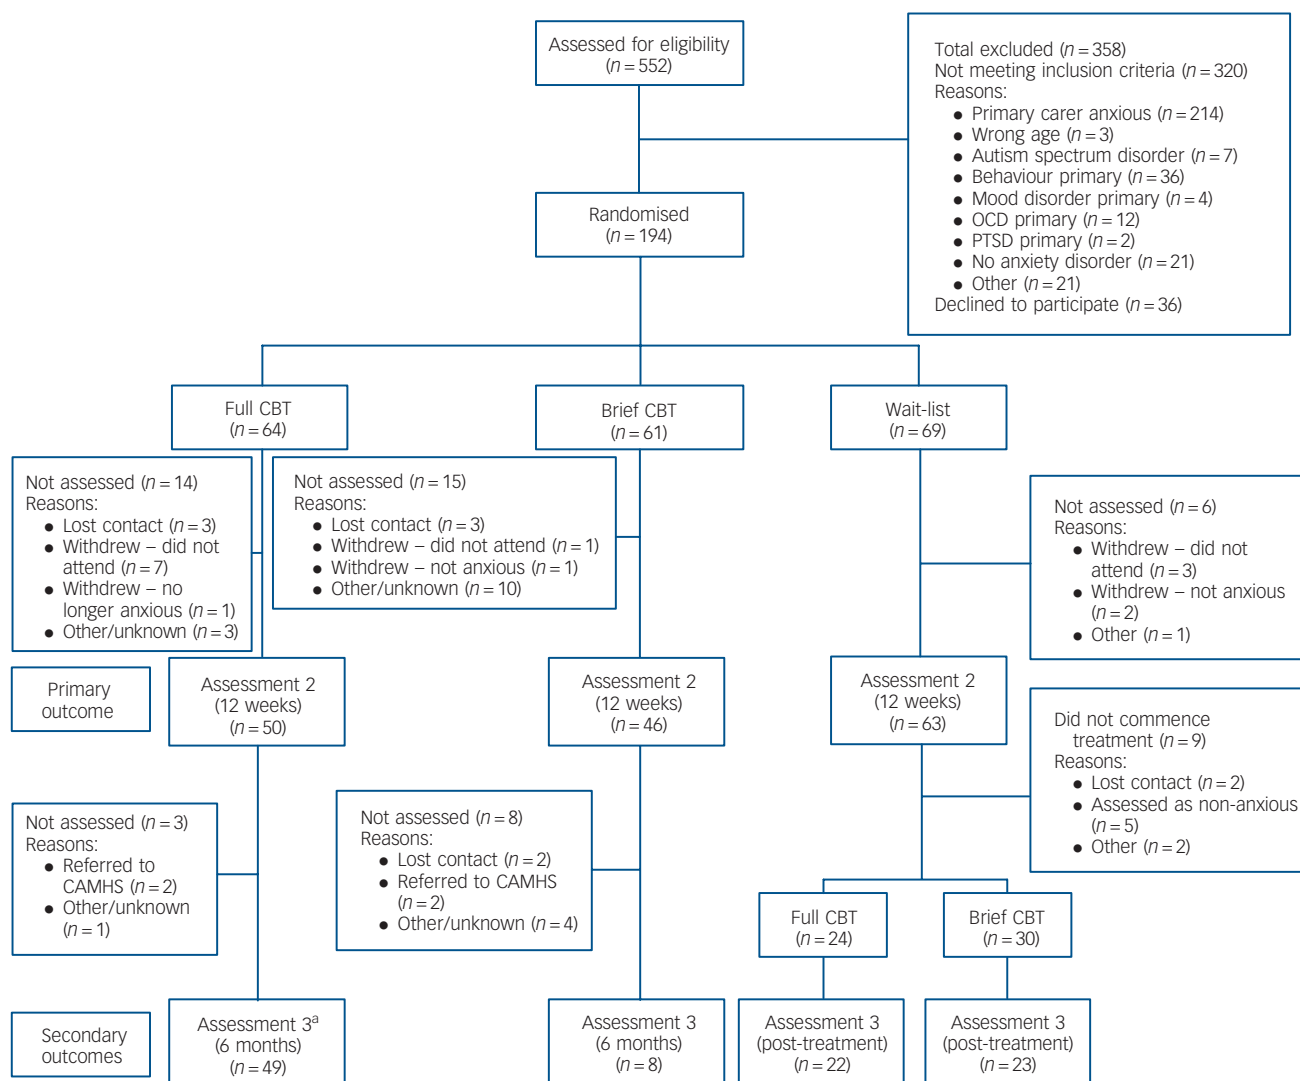 Assessed for eligibility
(n = 552)
Total excluded (n = 358)
Not meeting inclusion criteria (n = 320)
Reasons:
● Primary carer anxious (n = 214)
● Wrong age (n = 3)
● Autism spectrum disorder (n = 7)
● Behaviour primary (n = 36)
● Mood disorder primary (n = 4)
● OCD primary (n = 12)
● PTSD primary (n = 2)
● No anxiety disorder (n = 21)
● Other (n = 21)
Declined to participate (n = 36)
Randomised
(n = 194)
Full CBT
(n = 64)
Brief CBT
(n = 61)
Wait-list
(n = 69)
Not assessed (n = 14)
Reasons:
● Lost contact (n = 3)
● Withdrew – did not
attend (n = 7)
● Withdrew – no
longer anxious (n = 1)
● Other/unknown (n = 3)
Not assessed (n = 15)
Reasons:
● Lost contact (n = 3)
● Withdrew – did not attend (n = 1)
● Withdrew – not anxious (n = 1)
● Other/unknown (n = 10)
Not assessed (n = 6)
Reasons:
● Withdrew – did not
attend (n = 3)
● Withdrew – not anxious
(n = 2)
● Other (n = 1)
Primary
outcome
Assessment 2
(12 weeks)
(n = 50)
Assessment 2
(12 weeks)
(n = 46)
Assessment 2
(12 weeks)
(n = 63)
Did not commence
treatment (n = 9)
Reasons:
● Lost contact (n = 2)
● Assessed as non-anxious
(n = 5)
● Other (n = 2)
Not assessed (n = 3)
Reasons:
● Referred to
CAMHS (n = 2)
● Other/unknown
(n = 1)
Not assessed (n = 8)
Reasons:
● Lost contact (n = 2)
● Referred to CAMHS
(n = 2)
● Other/unknown (n = 4)
Full CBT
(n = 24)
Brief CBT
(n = 30)
Secondary
outcomes
Assessment 3ª
(6 months)
(n = 49)
Assessment 3
(6 months)
(n = 8)
Assessment 3
(post-treatment)
(n = 22)
Assessment 3
(post-treatment)
(n = 23)